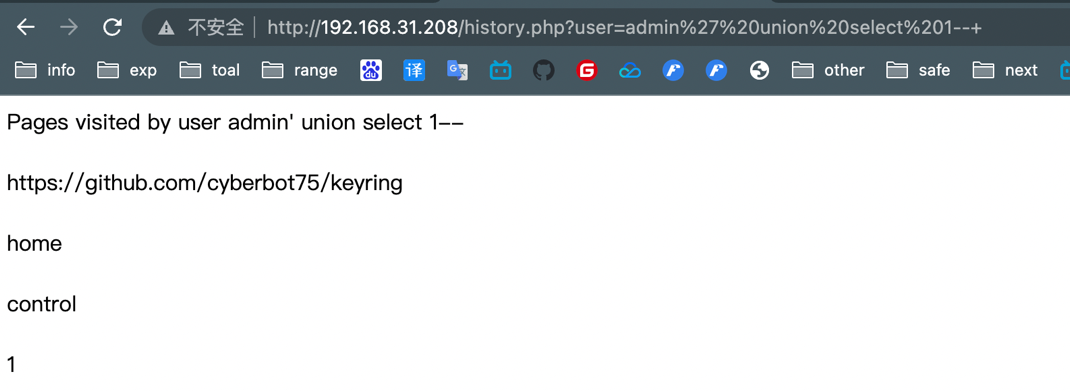 不安全 http://192.168.31.208/history.php?user=admin%27%20union%20select%201--+
info exp toal range du 译 G other safe next
Pages visited by user admin' union select 1--
https://github.com/cyberbot75/keyring
home
control
1